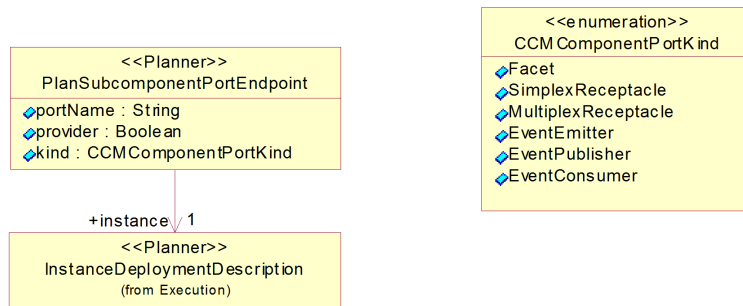 <<Planner>>
PlanSubcomponentPortEndpoint
portName : String
provider : Boolean
kind : CCMComponentPortKind
+instance 1
<<Planner>>
InstanceDeploymentDescription
(from Execution)
<<enumeration>>
CCMComponentPortKind
Facet
SimplexReceptacle
MultiplexReceptacle
EventEmitter
EventPublisher
EventConsumer